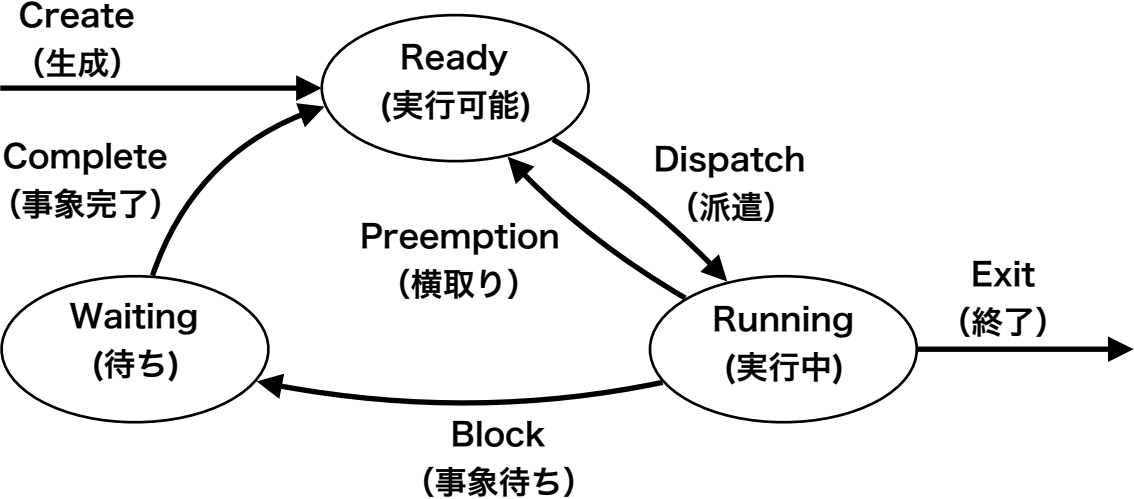 Create
（生成）
Ready
(実行可能)
Complete
（事象完了）
Dispatch
（派遣）
Preemption
（横取り）
Waiting
(待ち)
Running
(実行中)
Exit
（終了）
Block
（事象待ち）